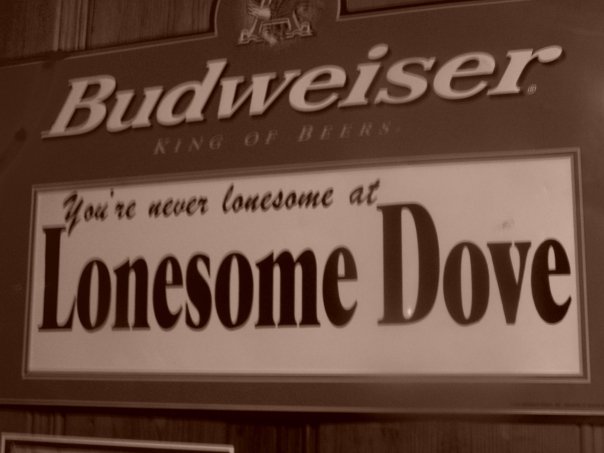 Budweiser®
KING OF BEERS.
You're never lonesome at
Lonesome Dove